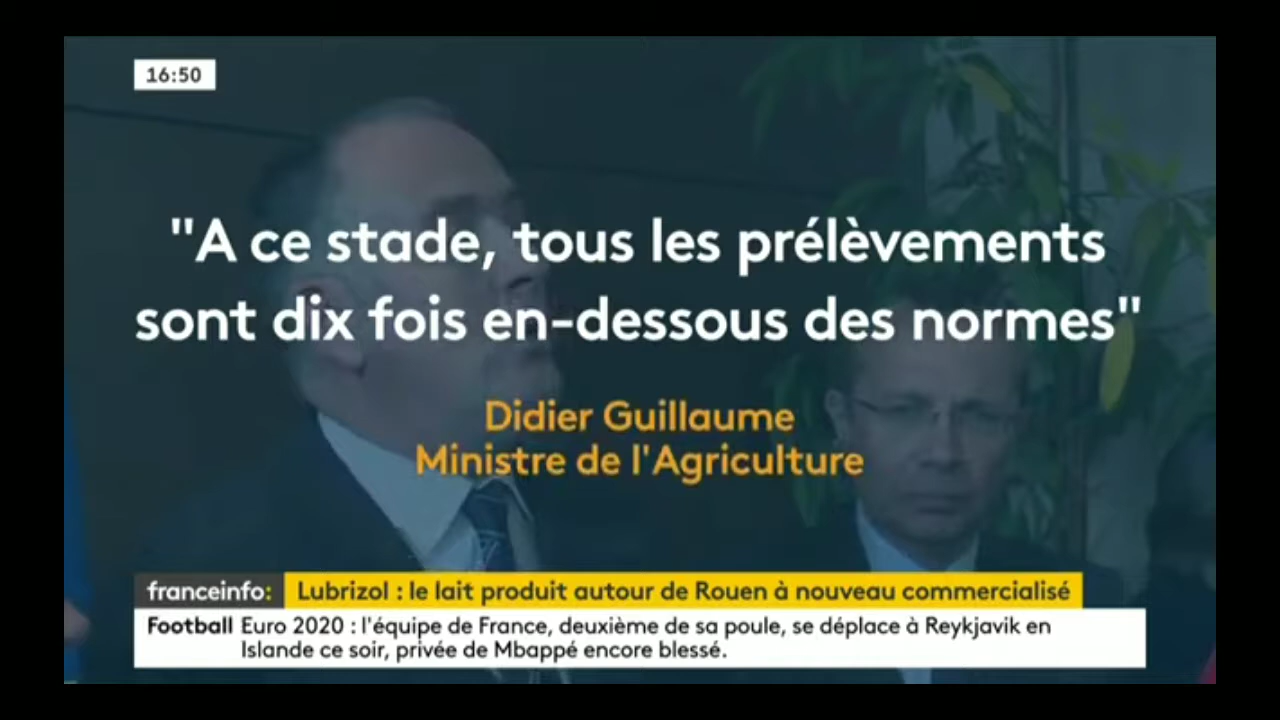 16:50
"A ce stade, tous les prélèvements
sont dix fois en-dessous des normes"
Didier Guillaume
Ministre de l'Agriculture
franceinfo: Lubrizol : le lait produit autour de Rouen à nouveau commercialisé
Football Euro 2020 : l'équipe de France, deuxième de sa poule, se déplace à Reykjavik en
Islande ce soir, privée de Mbappé encore blessé.